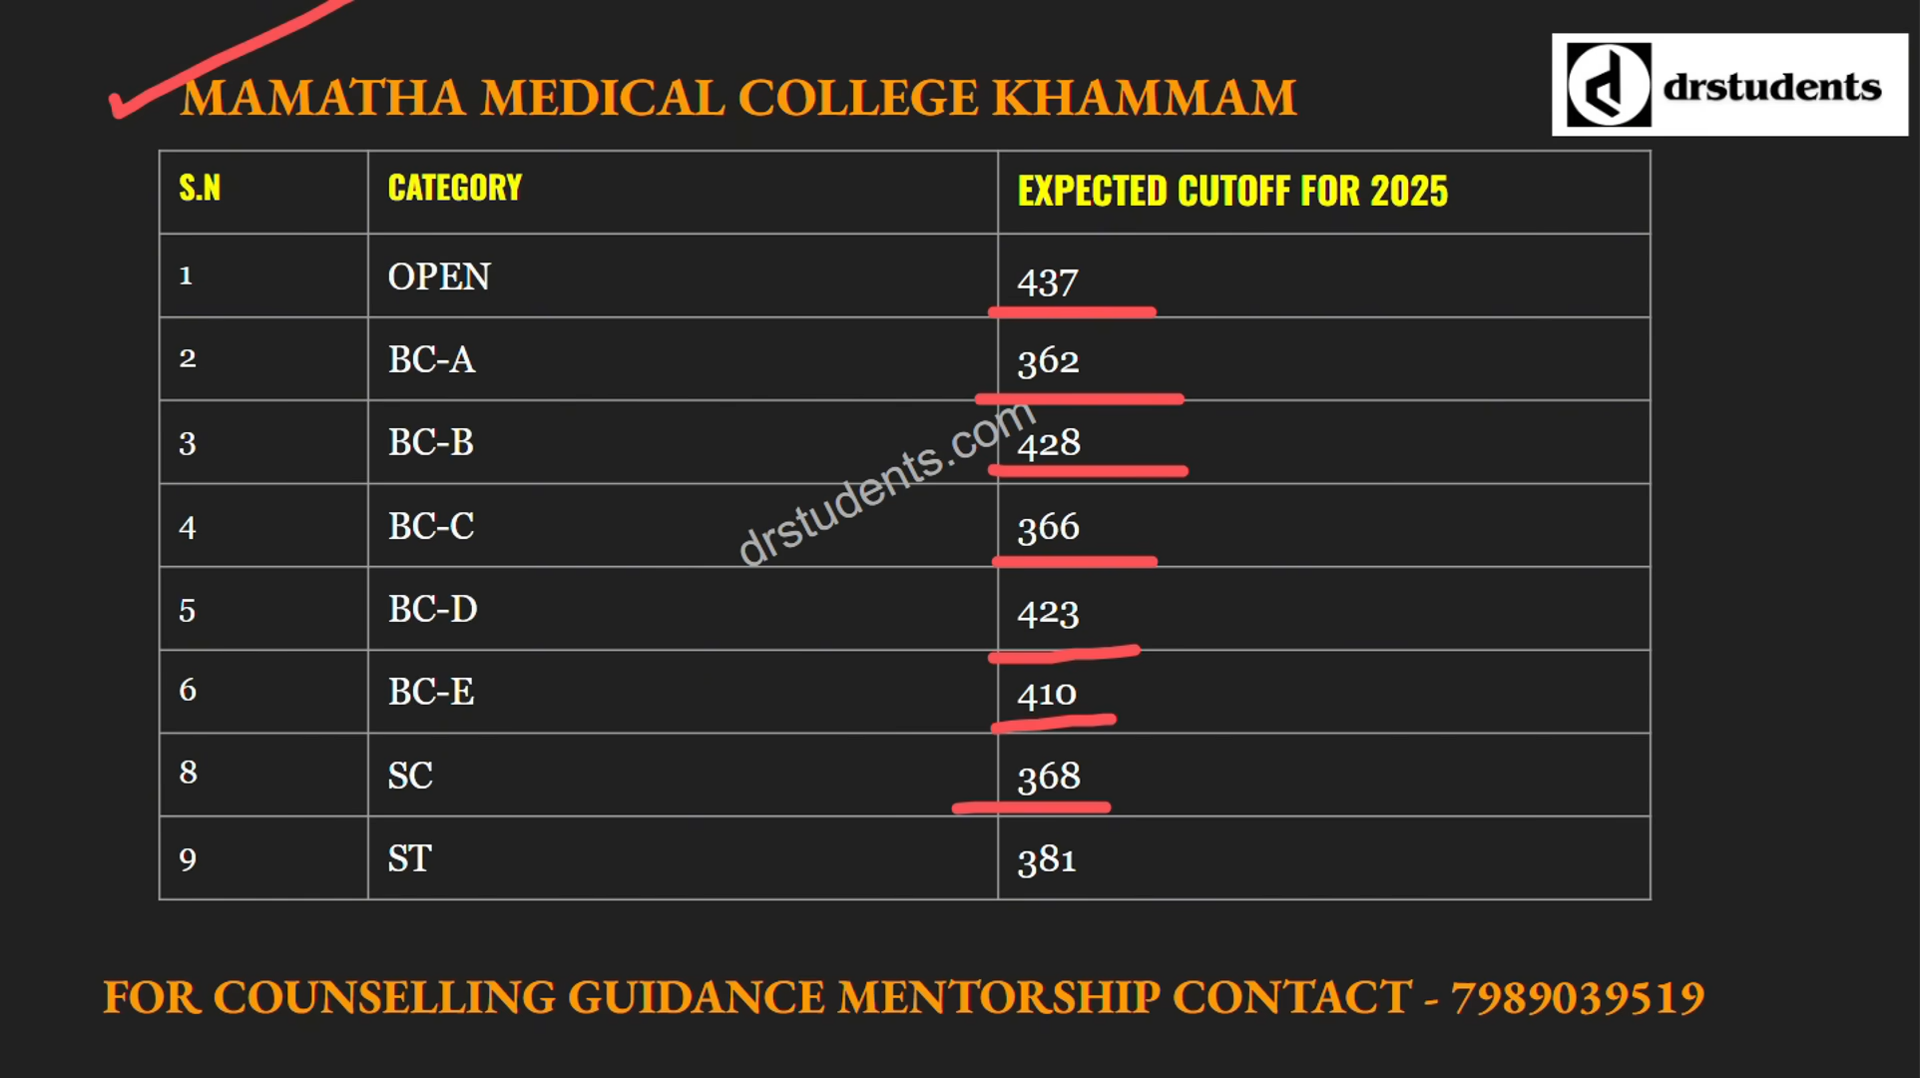 MAMATHA MEDICAL COLLEGE KHAMMAM
drstudents
S.N CATEGORY EXPECTED CUTOFF FOR 2025
1 OPEN 437
2 BC-A 362
3 BC-B 428
4 BC-C 366
5 BC-D 423
6 BC-E 410
8 SC 368
9 ST 381
drstudents.com
FOR COUNSELLING GUIDANCE MENTORSHIP CONTACT - 7989039519